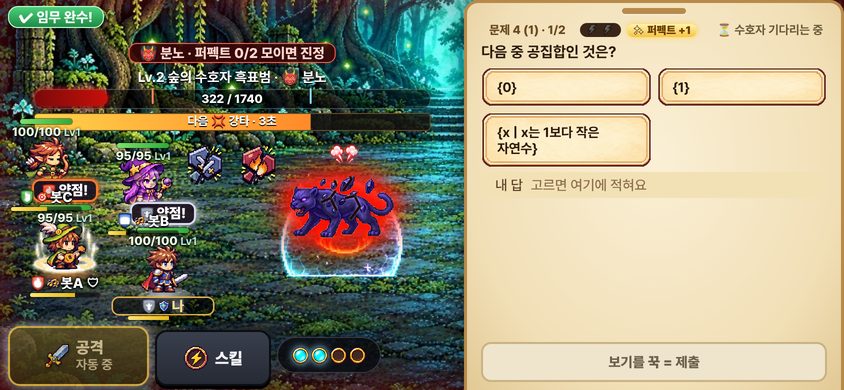 ✔ 임무 완수!
👹 분노 · 퍼펙트 0/2 모이면 진정
Lv.2 숲의 수호자 흑표범 · 👹 분노
322 / 1740
다음 💢 강타 · 3초
100/100 Lv1
95/95 Lv1
약점!
봇C
약점!
봇B
95/95 Lv1
100/100 Lv1
봇A
나
공격
자동 중
스킬
문제 4 (1) · 1/2
퍼펙트 +1
⏳ 수호자 기다리는 중
다음 중 공집합인 것은?
{0}
{1}
{x | x는 1보다 작은
자연수}
내 답 고르면 여기에 적혀요
보기를 꾹 = 제출